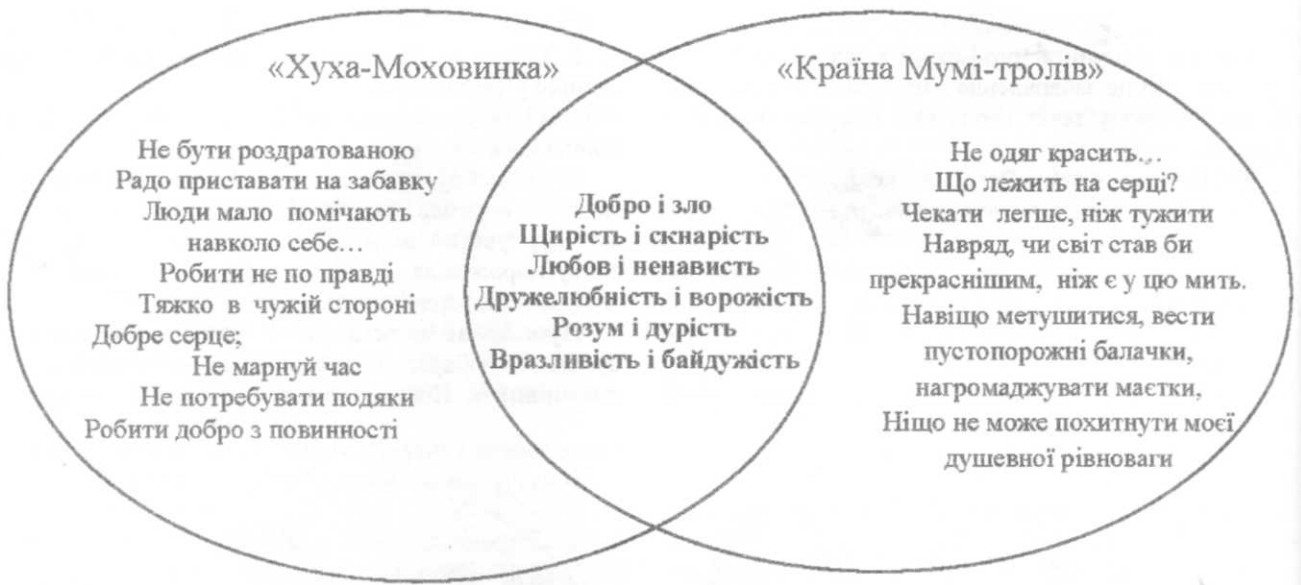 «Хуха-Моховинка»
Не бути роздратованою
Радо приставати на забавку
Люди мало помічають
навколо себе...
Робити не по правді
Тяжко в чужій стороні
Добре серце;
Не марнуй час
Не потребувати подяки
Робити добро з повинності
Добро і зло
Щирість і скнарість
Любов і ненависть
Дружелюбність і ворожість
Розум і дурість
Вразливість і байдужість
«Країна Мумі-тролів»
Не одяг красить...
Що лежить на серці?
Чекати легше, ніж тужити
Навряд, чи світ став би
прекраснішим, ніж є у цю мить.
Навіщо метушитися, вести
пустопорожні балачки,
нагромаджувати маєтки,
Ніщо не може похитнути моєї
душевної рівноваги